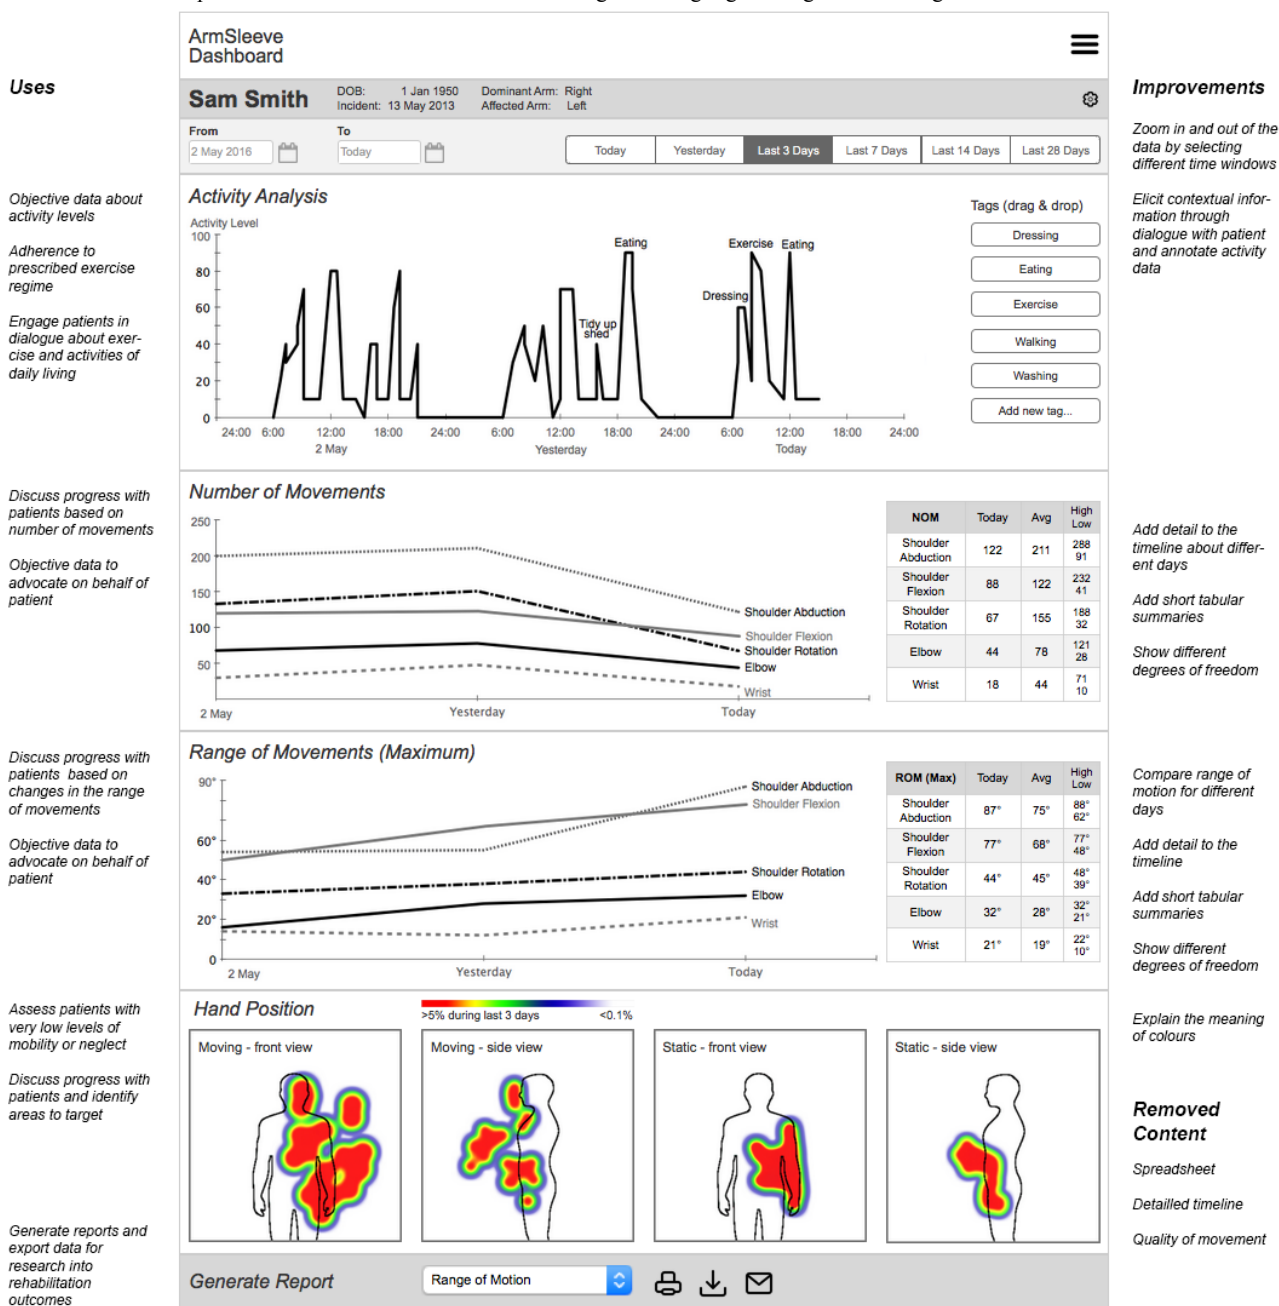 ArmSleeve
Dashboard
Uses
Sam Smith
DOB: 1 Jan 1950 Dominant Arm: Right
Incident: 13 May 2013 Affected Arm: Left
Improvements
From To
2 May 2016 Today
Today Yesterday Last 3 Days Last 7 Days Last 14 Days Last 28 Days
Zoom in and out of the
data by selecting
different time windows
Objective data about
activity levels
Adherence to
prescribed exercise
regime
Engage patients in
dialogue about exer-
cise and activities of
daily living
Activity Analysis
Activity Level
100
80
60
40
20
0
Eating
Exercise Eating
Dressing
Tidy up
shed
24:00 6:00 12:00 18:00 24:00 6:00 12:00 18:00 24:00 6:00 12:00 18:00 24:00
2 May Yesterday Today
Tags (drag & drop)
Dressing
Eating
Exercise
Walking
Washing
Add new tag...
Elicit contextual infor-
mation through
dialogue with patient
and annotate activity
data
Discuss progress with
patients based on
number of movements
Objective data to
advocate on behalf of
patient
Number of Movements
250
200
150
100
50
Shoulder Abduction
Shoulder Flexion
Shoulder Rotation
Elbow
Wrist
2 May Yesterday Today
NOM Today Avg High Low
Shoulder Abduction 122 211 288 91
Shoulder Flexion 88 122 232 41
Shoulder Rotation 67 155 188 32
Elbow 44 78 121 28
Wrist 18 44 71 10
Add detail to the
timeline about differ-
ent days
Add short tabular
summaries
Show different
degrees of freedom
Discuss progress with
patients based on
changes in the range
of movements
Objective data to
advocate on behalf of
patient
Range of Movements (Maximum)
90°
60°
40°
20°
0
Shoulder Abduction
Shoulder Flexion
Shoulder Rotation
Elbow
Wrist
2 May Yesterday Today
ROM (Max) Today Avg High Low
Shoulder Abduction 87° 75° 88° 62°
Shoulder Flexion 77° 68° 77° 48°
Shoulder Rotation 44° 45° 48° 39°
Elbow 32° 28° 32° 21°
Wrist 21° 19° 22° 10°
Compare range of
motion for different
days
Add detail to the
timeline
Add short tabular
summaries
Show different
degrees of freedom
Assess patients with
very low levels of
mobility or neglect
Discuss progress with
patients and identify
areas to target
Hand Position
>5% during last 3 days <0.1%
Moving - front view
Moving - side view
Static - front view
Static - side view
Explain the meaning
of colours
Removed
Content
Spreadsheet
Detailled timeline
Quality of movement
Generate reports and
export data for
research into
rehabilitation
outcomes
Generate Report
Range of Motion